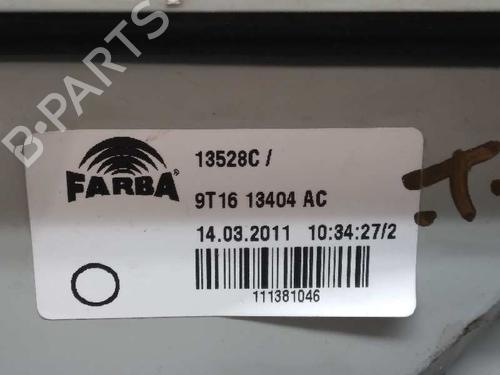 B-PARTS
FARBA®
13528C /
9T16 13404 AC
14.03.2011 10:34:27/2
111381046